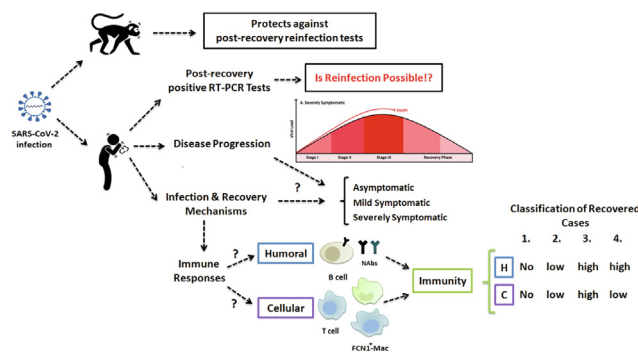 Protects against
post-recovery reinfection tests
SARS-CoV-2
infection
Post-recovery
positive RT-PCR Tests
Is Reinfection Possible!?
A. Severely Symptomatic
Death
Viral Load
Stage I
Stage II
Stage III
Recovery Phase
Disease Progression
Infection & Recovery
Mechanisms
?
Asymptomatic
Mild Symptomatic
Severely Symptomatic
Immune
Responses
?
Humoral
B cell
NAbs
?
Cellular
T cell
FCN1+-Mac
Immunity
Classification of Recovered
Cases
1. 2. 3. 4.
H No low high high
C No low high low